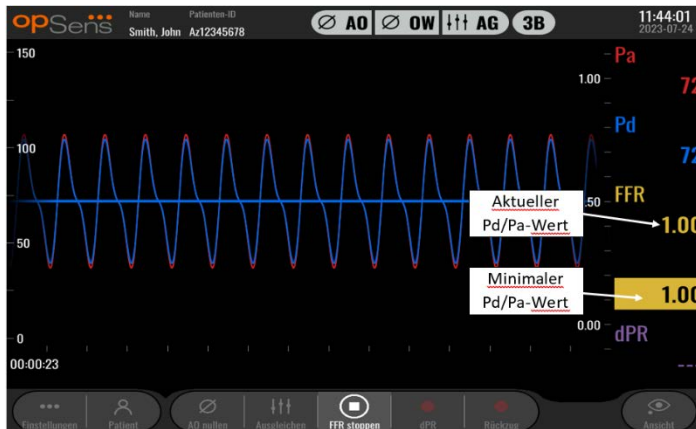 opSens
Name
Patienten-ID
Smith, John
Az12345678
Ø AO
Ø OW
AG
3B
11:44:01
2023-07-24
150
100
50
0
1.00
.50
0.00
Pa
72
Pd
72
FFR
Aktueller
Pd/Pa-Wert
1.00
Minimaler
Pd/Pa-Wert
1.00
dPR
---
00:00:23
Einstellungen
Patient
AO nullen
Ausgleichen
FFR stoppen
dPR
Rückzug
Ansicht